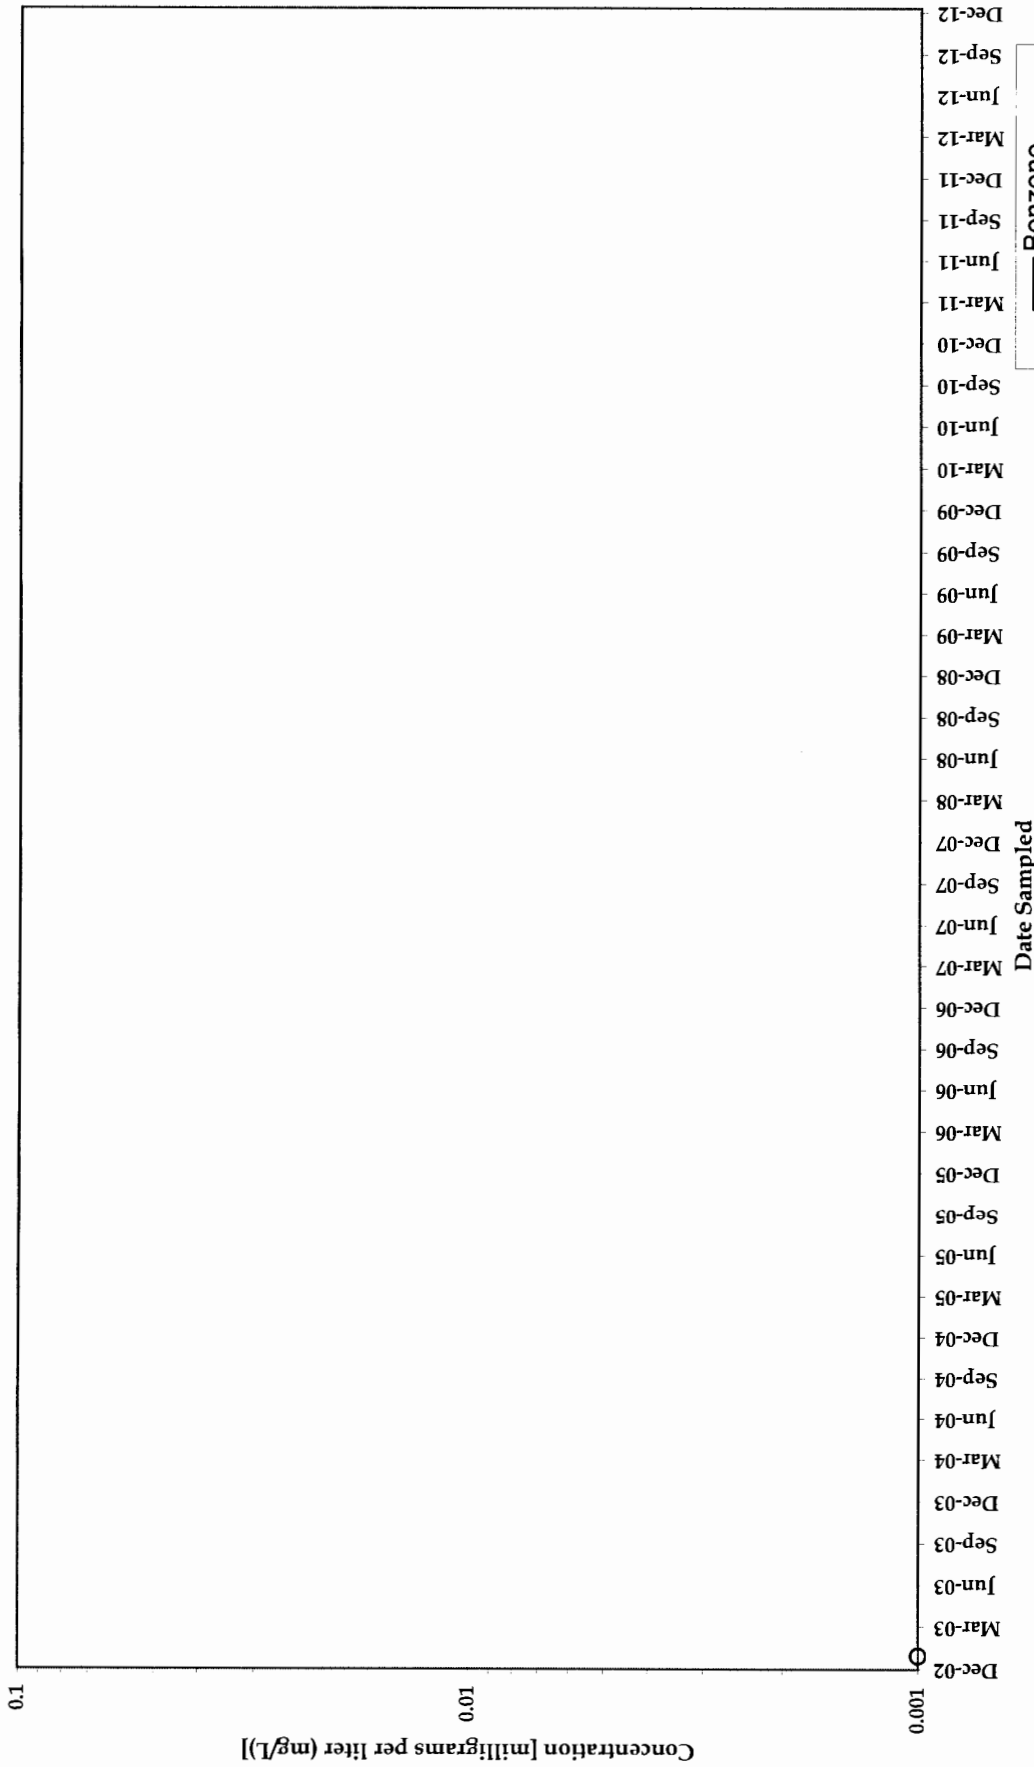 Concentration [milligrams per liter (mg/L)]
0.1
0.01
0.001
Dec-02
Mar-03
Jun-03
Sep-03
Dec-03
Mar-04
Jun-04
Sep-04
Dec-04
Mar-05
Jun-05
Sep-05
Dec-05
Mar-06
Jun-06
Sep-06
Dec-06
Mar-07
Jun-07
Sep-07
Dec-07
Mar-08
Jun-08
Sep-08
Dec-08
Mar-09
Jun-09
Sep-09
Dec-09
Mar-10
Jun-10
Sep-10
Dec-10
Mar-11
Jun-11
Sep-11
Dec-11
Mar-12
Jun-12
Sep-12
Dec-12
Date Sampled
Benzene